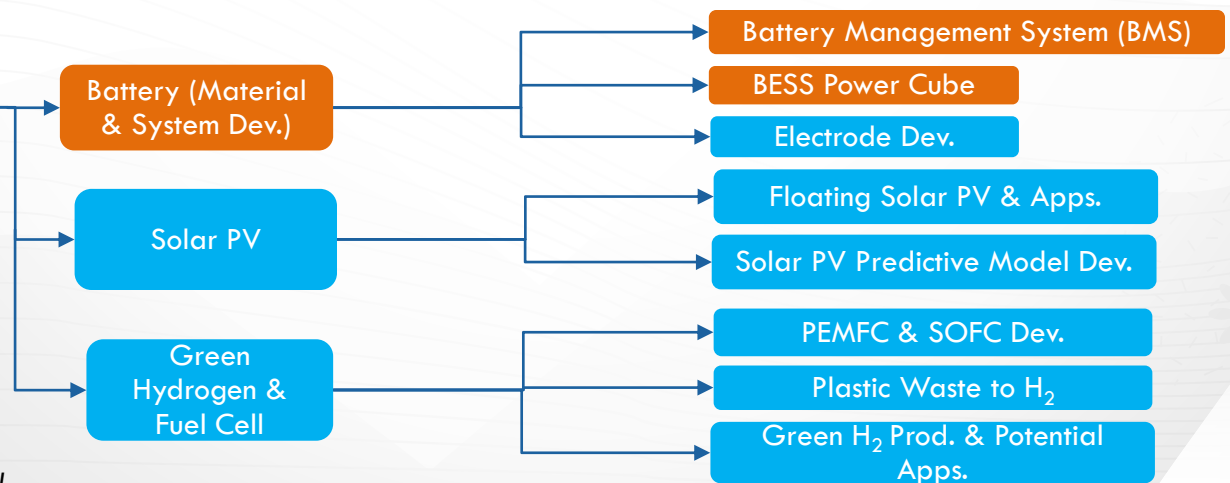 Battery Management System (BMS)
Battery (Material
& System Dev.)
BESS Power Cube
Electrode Dev.
Floating Solar PV & Apps.
Solar PV
Solar PV Predictive Model Dev.
PEMFC & SOFC Dev.
Green
Hydrogen &
Fuel Cell
Plastic Waste to H₂
Green H₂ Prod. & Potential
Apps.